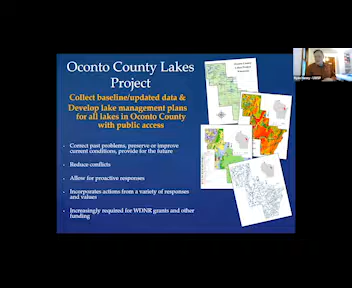 Oconto County Lakes
Project
Collect baseline/updated data &
Develop lake management plans
for all lakes in Oconto County
with public access
• Correct past problems, preserve or improve
current conditions, provide for the future
• Reduce conflicts
• Allow for proactive responses
• Incorporates actions from a variety of responses
and values
• Increasingly required for WDNR grants and other
funding
Oconto County